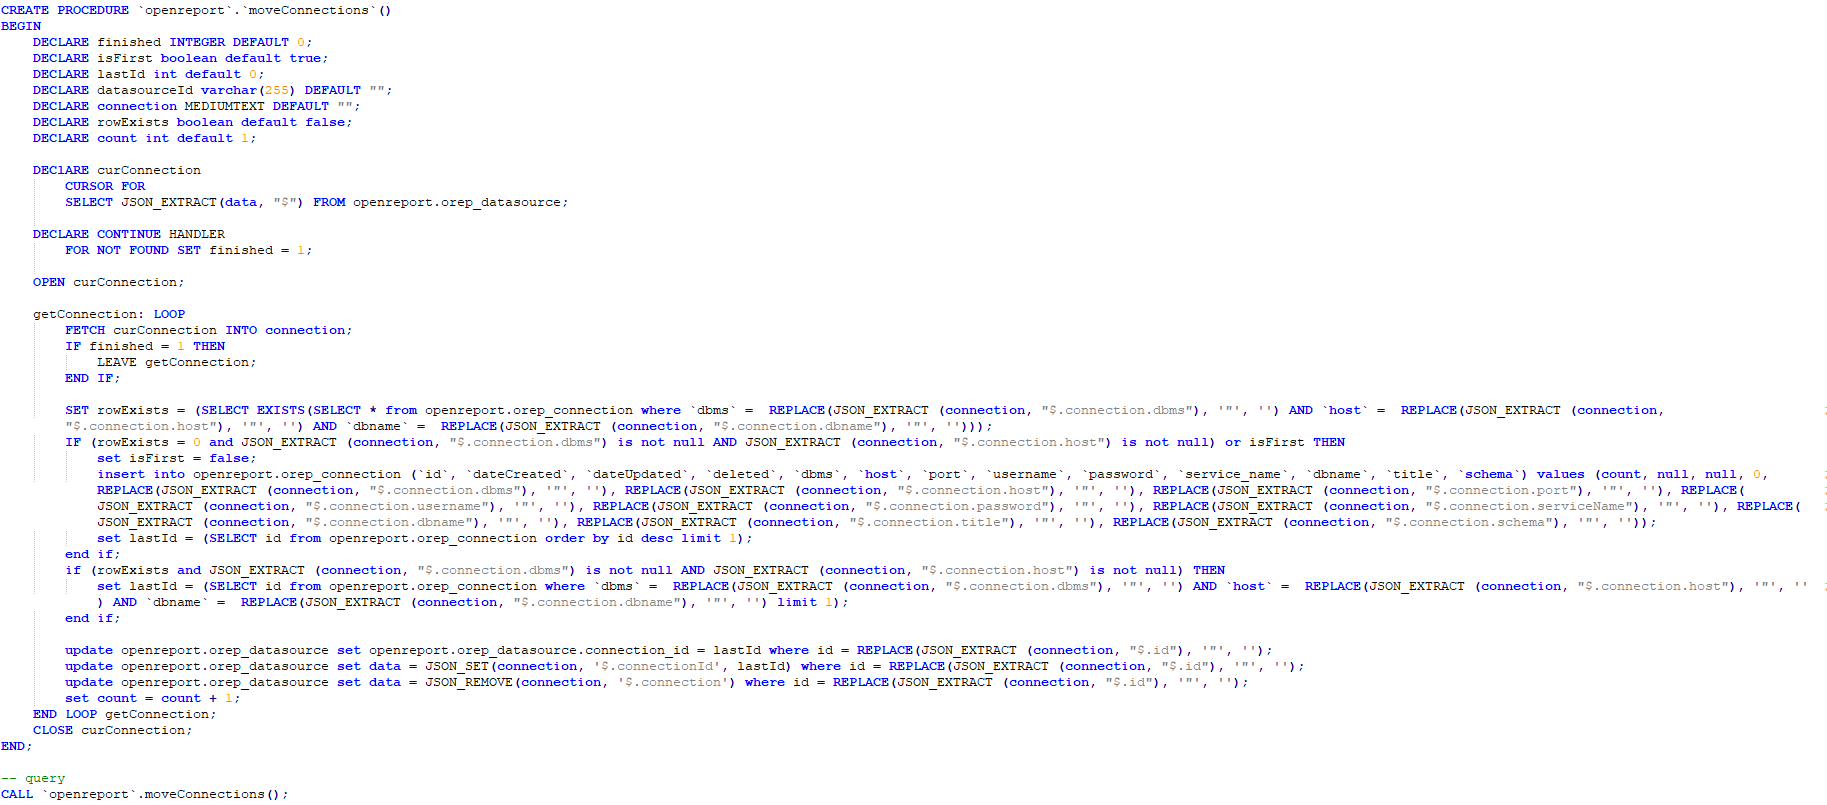 CREATE PROCEDURE `openreport`.`moveConnections`()
BEGIN
    DECLARE finished INTEGER DEFAULT 0;
    DECLARE isFirst boolean default true;
    DECLARE lastId int default 0;
    DECLARE datasourceId varchar(255) DEFAULT "";
    DECLARE connection MEDIUMTEXT DEFAULT "";
    DECLARE rowExists boolean default false;
    DECLARE count int default 1;

    DEClARE curConnection
        CURSOR FOR
        SELECT JSON_EXTRACT(data, "$") FROM openreport.orep_datasource;

    DECLARE CONTINUE HANDLER
        FOR NOT FOUND SET finished = 1;

    OPEN curConnection;

    getConnection: LOOP
        FETCH curConnection INTO connection;
        IF finished = 1 THEN
            LEAVE getConnection;
        END IF;

        SET rowExists = (SELECT EXISTS(SELECT * from openreport.orep_connection where `dbms` =  REPLACE(JSON_EXTRACT (connection, "$.connection.dbms"), '"', '') AND `host` =  REPLACE(JSON_EXTRACT (connection,
        "$.connection.host"), '"', '') AND `dbname` =  REPLACE(JSON_EXTRACT (connection, "$.connection.dbname"), '"', '')));
        IF (rowExists = 0 and JSON_EXTRACT (connection, "$.connection.dbms") is not null AND JSON_EXTRACT (connection, "$.connection.host") is not null) or isFirst THEN
            set isFirst = false;
            insert into openreport.orep_connection (`id`, `dateCreated`, `dateUpdated`, `deleted`, `dbms`, `host`, `port`, `username`, `password`, `service_name`, `dbname`, `title`, `schema`) values (count, null, null, 0,
            REPLACE(JSON_EXTRACT (connection, "$.connection.dbms"), '"', ''), REPLACE(JSON_EXTRACT (connection, "$.connection.host"), '"', ''), REPLACE(JSON_EXTRACT (connection, "$.connection.port"), '"', ''), REPLACE(
            JSON_EXTRACT (connection, "$.connection.username"), '"', ''), REPLACE(JSON_EXTRACT (connection, "$.connection.password"), '"', ''), REPLACE(JSON_EXTRACT (connection, "$.connection.serviceName"), '"', ''), REPLACE(
            JSON_EXTRACT (connection, "$.connection.dbname"), '"', ''), REPLACE(JSON_EXTRACT (connection, "$.connection.title"), '"', ''), REPLACE(JSON_EXTRACT (connection, "$.connection.schema"), '"', ''));
            set lastId = (SELECT id from openreport.orep_connection order by id desc limit 1);
        end if;
        if (rowExists and JSON_EXTRACT (connection, "$.connection.dbms") is not null AND JSON_EXTRACT (connection, "$.connection.host") is not null) THEN
            set lastId = (SELECT id from openreport.orep_connection where `dbms` =  REPLACE(JSON_EXTRACT (connection, "$.connection.dbms"), '"', '') AND `host` =  REPLACE(JSON_EXTRACT (connection, "$.connection.host"), '"', ''
            ) AND `dbname` =  REPLACE(JSON_EXTRACT (connection, "$.connection.dbname"), '"', '') limit 1);
        end if;

        update openreport.orep_datasource set openreport.orep_datasource.connection_id = lastId where id = REPLACE(JSON_EXTRACT (connection, "$.id"), '"', '');
        update openreport.orep_datasource set data = JSON_SET(connection, '$.connectionId', lastId) where id = REPLACE(JSON_EXTRACT (connection, "$.id"), '"', '');
        update openreport.orep_datasource set data = JSON_REMOVE(connection, '$.connection') where id = REPLACE(JSON_EXTRACT (connection, "$.id"), '"', '');
        set count = count + 1;
    END LOOP getConnection;
    CLOSE curConnection;
END;

-- query
CALL `openreport`.moveConnections();